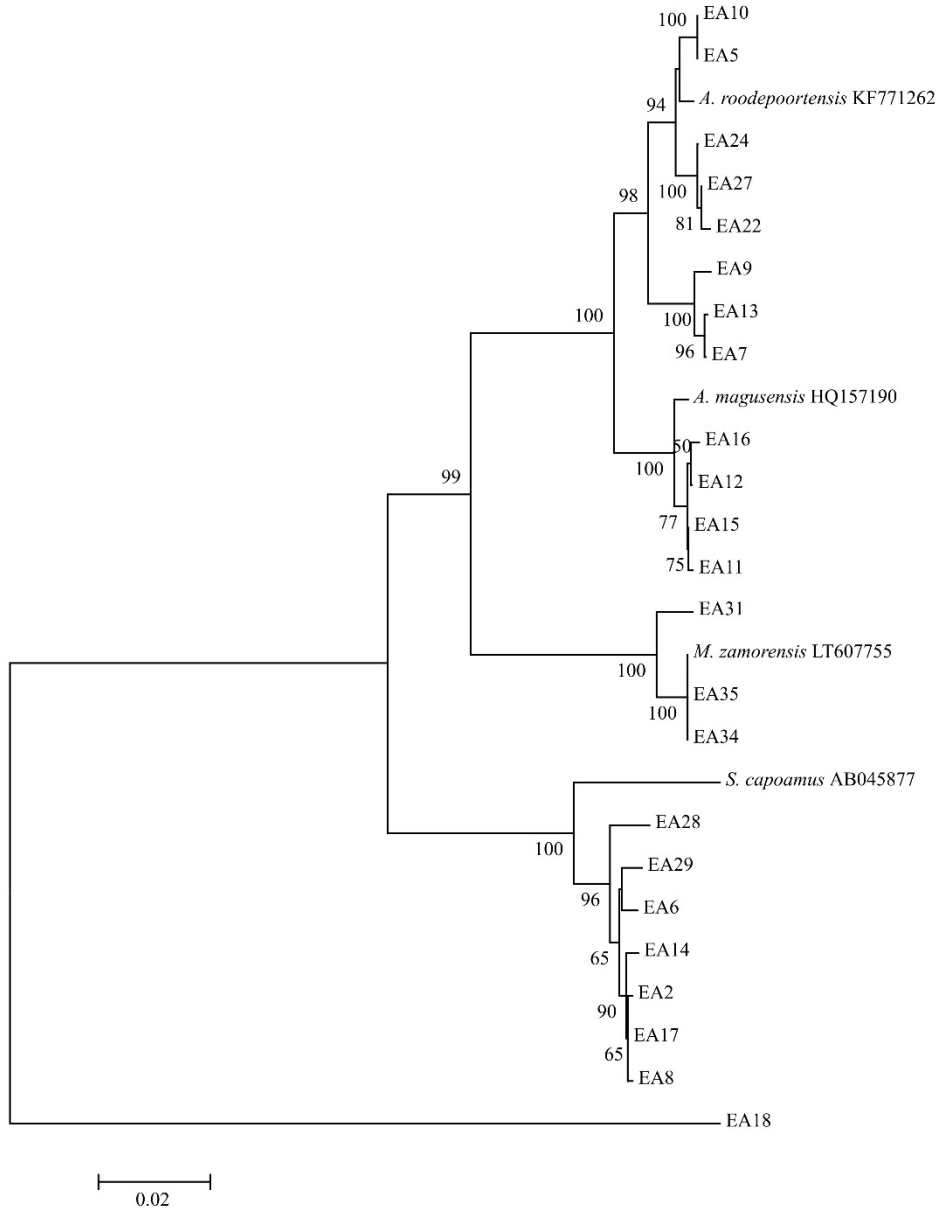 EA10
100
EA5
A. roodepoortensis KF771262
94
EA24
EA27
100
EA22
81
98
EA9
EA13
100
EA7
96
100
A. magusensis HQ157190
EA16
50
100
EA12
99
EA15
77
EA11
75
EA31
M. zamorensis LT607755
100
EA35
100
EA34
S. capoamus AB045877
EA28
100
EA29
96
EA6
EA14
65
EA2
90
EA17
65
EA8
EA18
0.02